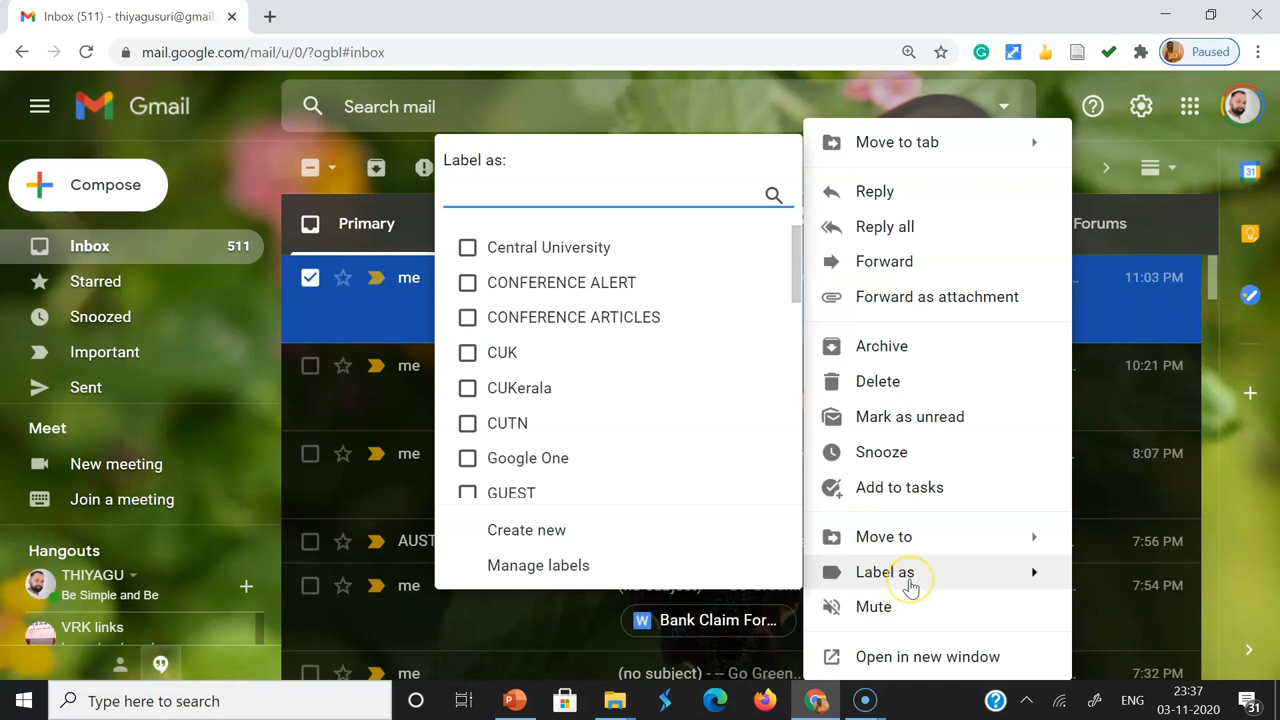 Inbox (511) - thiyagusuri@gmail.
mail.google.com/mail/u/0/?ogbl#inbox
Paused
Gmail
Search mail
Compose
Inbox 511
Starred
Snoozed
Important
Sent
Meet
New meeting
Join a meeting
Hangouts
THIYAGU
Be Simple and Be
VRK links
Primary
Forums
me 11:03 PM
me 10:21 PM
me 8:07 PM
AUST 7:56 PM
me (no subject) 7:54 PM
W Bank Claim For...
me (no subject) - -- Go Green 7:32 PM
Label as:
Central University
CONFERENCE ALERT
CONFERENCE ARTICLES
CUK
CUKerala
CUTN
Google One
GUEST
Create new
Manage labels
Move to tab
Reply
Reply all
Forward
Forward as attachment
Archive
Delete
Mark as unread
Snooze
Add to tasks
Move to
Label as
Mute
Open in new window
31
Type here to search
ENG
23:37
03-11-2020
31